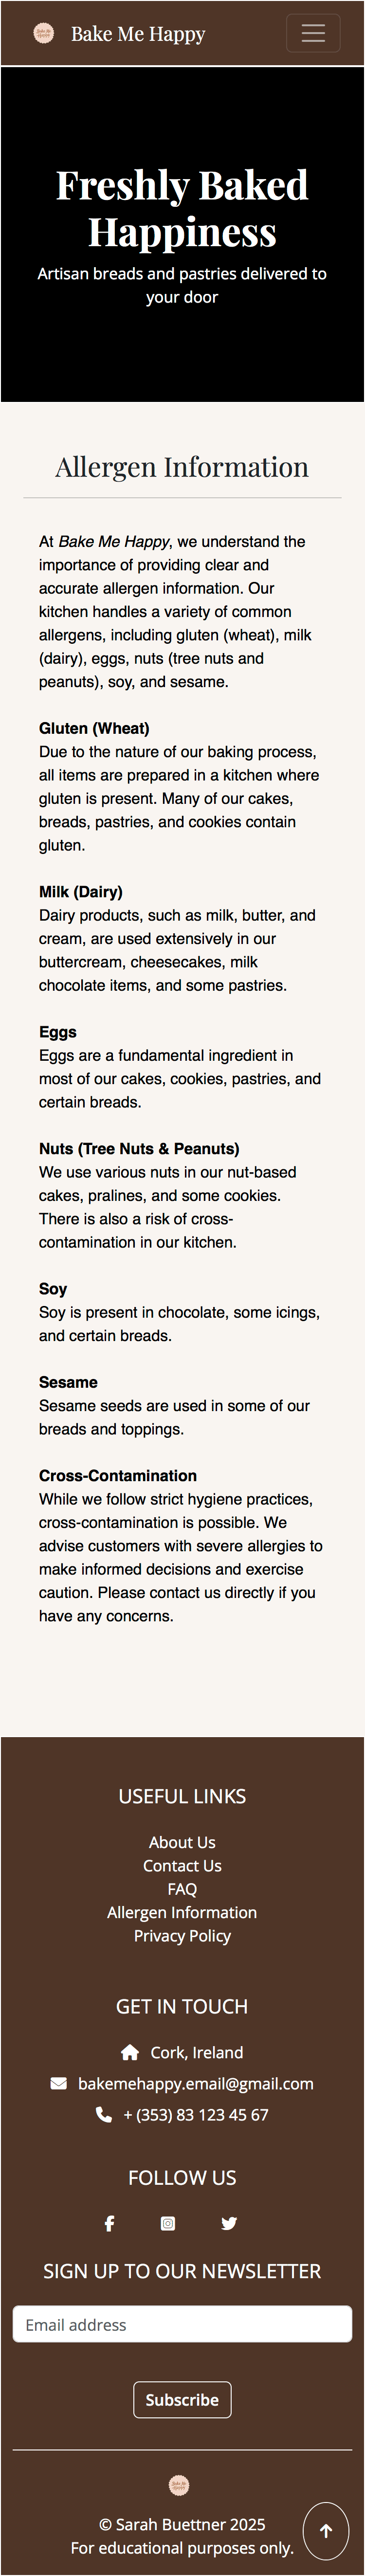 Bake Me Happy
Freshly Baked
Happiness
Artisan breads and pastries delivered to
your door
Allergen Information
At Bake Me Happy, we understand the
importance of providing clear and
accurate allergen information. Our
kitchen handles a variety of common
allergens, including gluten (wheat), milk
(dairy), eggs, nuts (tree nuts and
peanuts), soy, and sesame.
Gluten (Wheat)
Due to the nature of our baking process,
all items are prepared in a kitchen where
gluten is present. Many of our cakes,
breads, pastries, and cookies contain
gluten.
Milk (Dairy)
Dairy products, such as milk, butter, and
cream, are used extensively in our
buttercream, cheesecakes, milk
chocolate items, and some pastries.
Eggs
Eggs are a fundamental ingredient in
most of our cakes, cookies, pastries, and
certain breads.
Nuts (Tree Nuts & Peanuts)
We use various nuts in our nut-based
cakes, pralines, and some cookies.
There is also a risk of cross-
contamination in our kitchen.
Soy
Soy is present in chocolate, some icings,
and certain breads.
Sesame
Sesame seeds are used in some of our
breads and toppings.
Cross-Contamination
While we follow strict hygiene practices,
cross-contamination is possible. We
advise customers with severe allergies to
make informed decisions and exercise
caution. Please contact us directly if you
have any concerns.
USEFUL LINKS
About Us
Contact Us
FAQ
Allergen Information
Privacy Policy
GET IN TOUCH
Cork, Ireland
bakemehappy.email@gmail.com
+ (353) 83 123 45 67
FOLLOW US
SIGN UP TO OUR NEWSLETTER
Email address
Subscribe
© Sarah Buettner 2025
For educational purposes only.